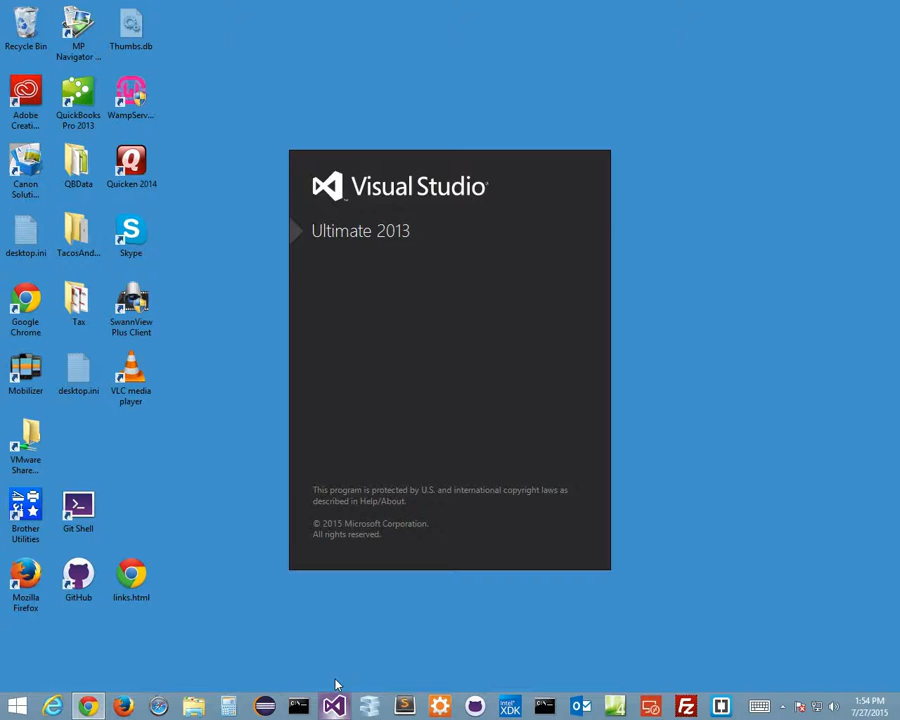 Recycle Bin
MP Navigator ...
Thumbs.db
Adobe Creati...
QuickBooks Pro 2013
WampServ...
Canon Soluti...
QBData
Quicken 2014
desktop.ini
TacosAnd...
Skype
Google Chrome
Tax
SwannView Plus Client
Mobilizer
desktop.ini
VLC media player
VMware Share...
Brother Utilities
Git Shell
Mozilla Firefox
GitHub
links.html
Visual Studio
Ultimate 2013
This program is protected by U.S. and international copyright laws as
described in Help/About.
© 2015 Microsoft Corporation.
All rights reserved.
Intel XDK
1:54 PM
7/27/2015